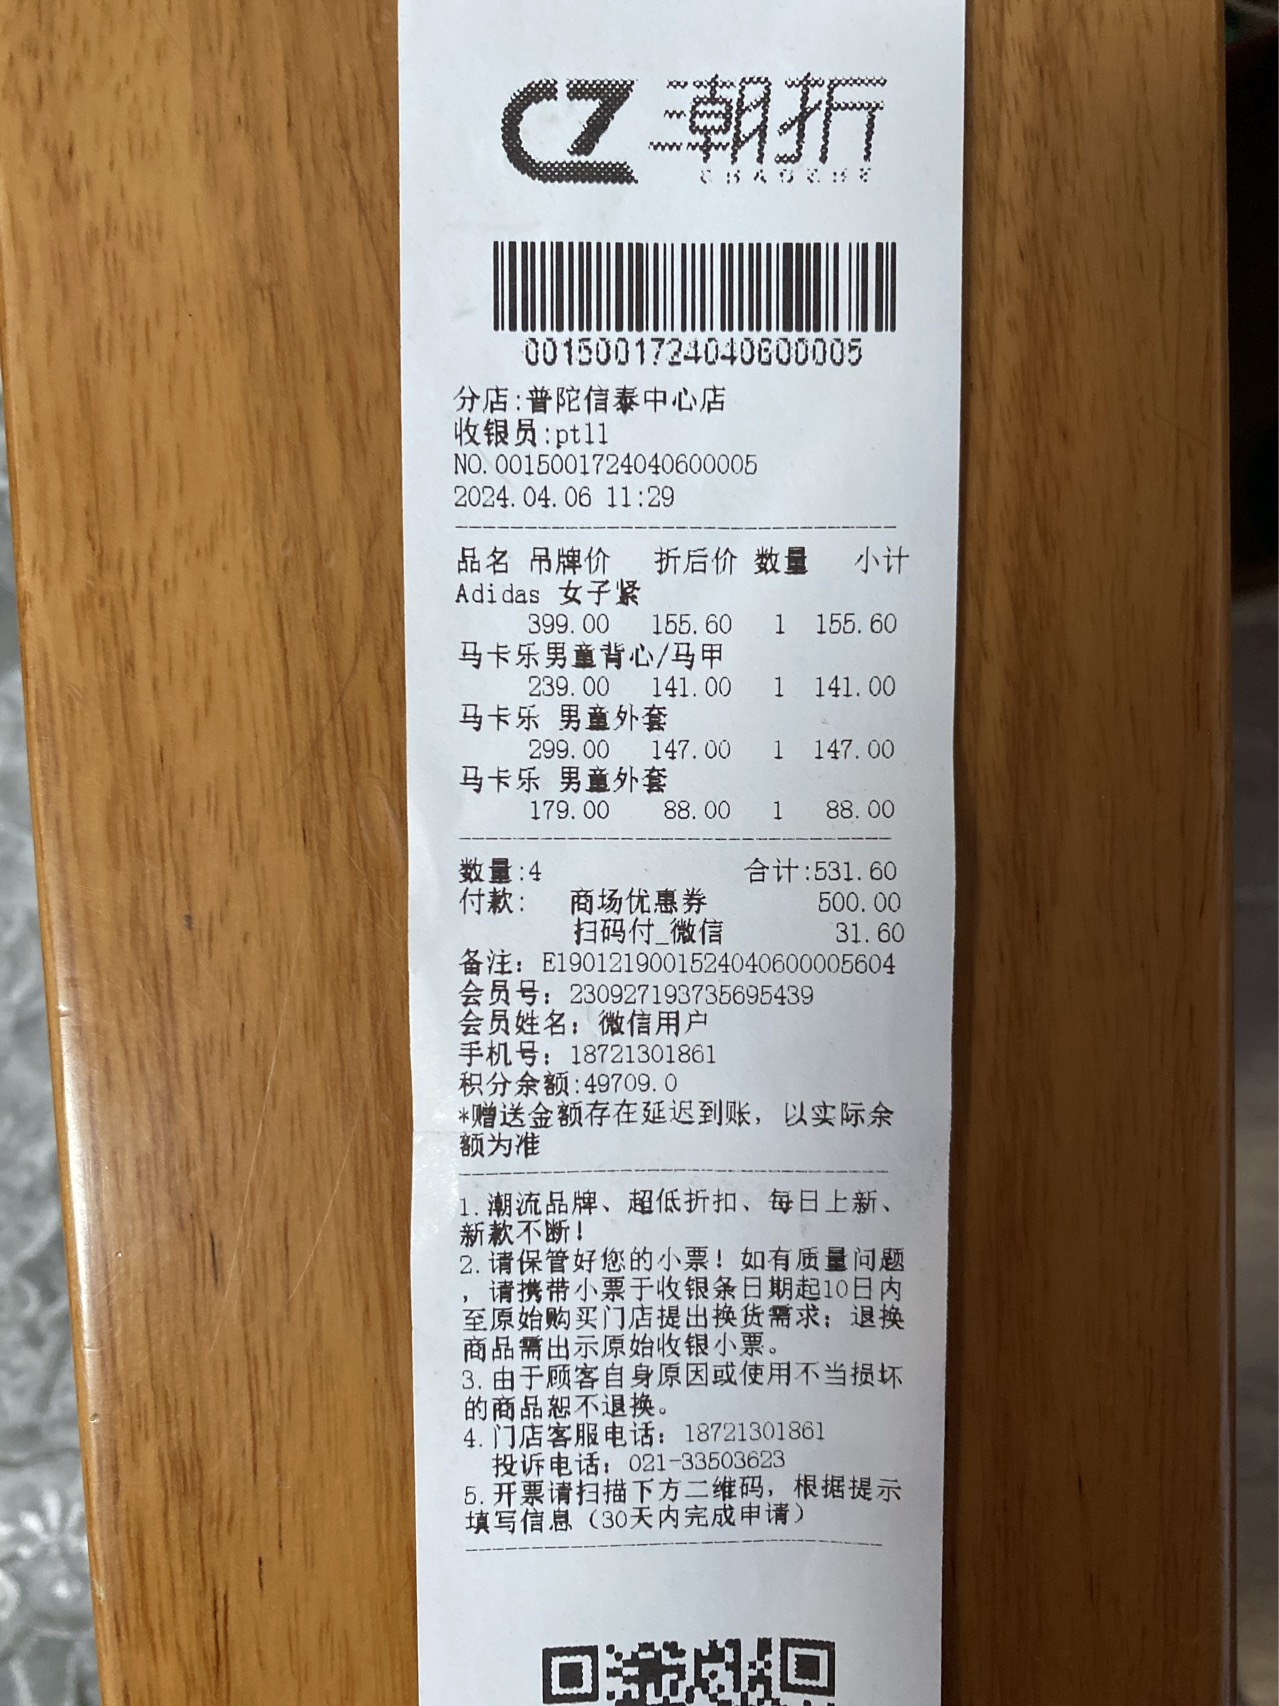 CZ 潮折
CHAOZHE
0015001724040600005
分店:普陀信泰中心店
收银员:pt11
NO.0015001724040600005
2024.04.06 11:29
品名 吊牌价 折后价 数量 小计
Adidas 女子紧
399.00 155.60 1 155.60
马卡乐男童背心/马甲
239.00 141.00 1 141.00
马卡乐 男童外套
299.00 147.00 1 147.00
马卡乐 男童外套
179.00 88.00 1 88.00
数量:4 合计:531.60
付款: 商场优惠券 500.00
扫码付_微信 31.60
备注: E19012190015240406000005604
会员号: 230927193735695439
会员姓名: 微信用户
手机号: 18721301861
积分余额:49709.0
*赠送金额存在延迟到账, 以实际余
额为准
1.潮流品牌、超低折扣、每日上新、
新款不断!
2.请保管好您的小票! 如有质量问题
, 请携带小票于收银条日期起10日内
至原始购买门店提出换货需求; 退换
商品需出示原始收银小票。
3.由于顾客自身原因或使用不当损坏
的商品恕不退换。
4.门店客服电话: 18721301861
投诉电话: 021-33503623
5.开票请扫描下方二维码, 根据提示
填写信息 (30天内完成申请)